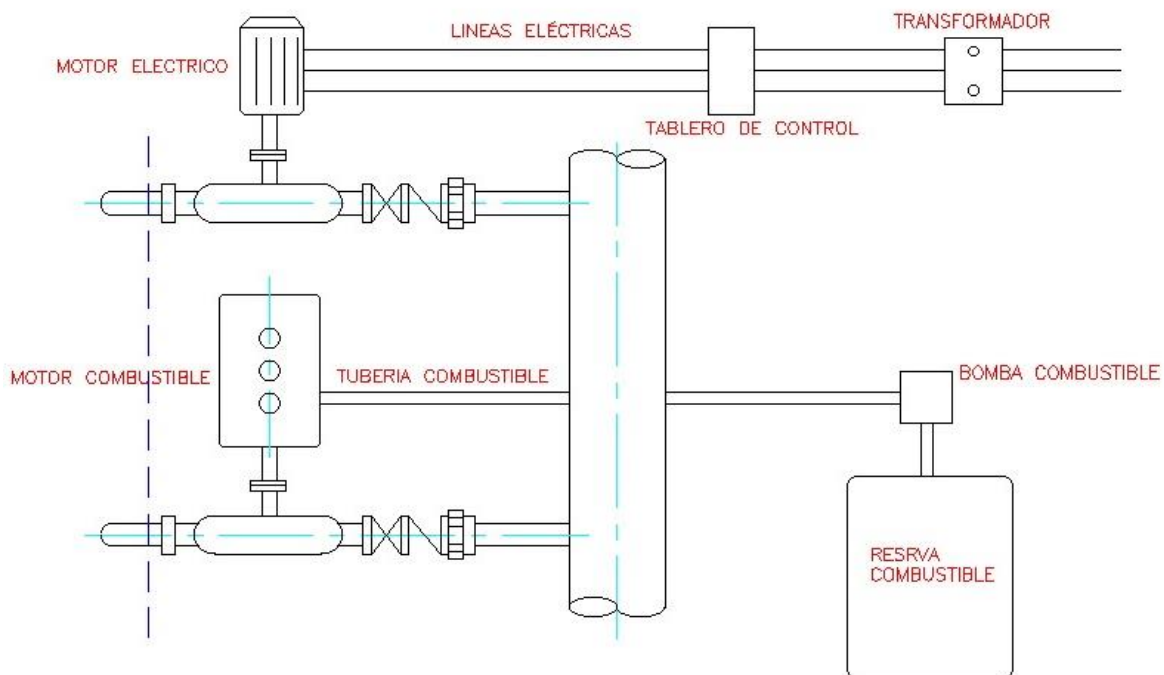 TRANSFORMADOR
LINEAS ELÉCTRICAS
MOTOR ELECTRICO
TABLERO DE CONTROL
MOTOR COMBUSTIBLE
TUBERIA COMBUSTIBLE
BOMBA COMBUSTIBLE
RESRVA
COMBUSTIBLE